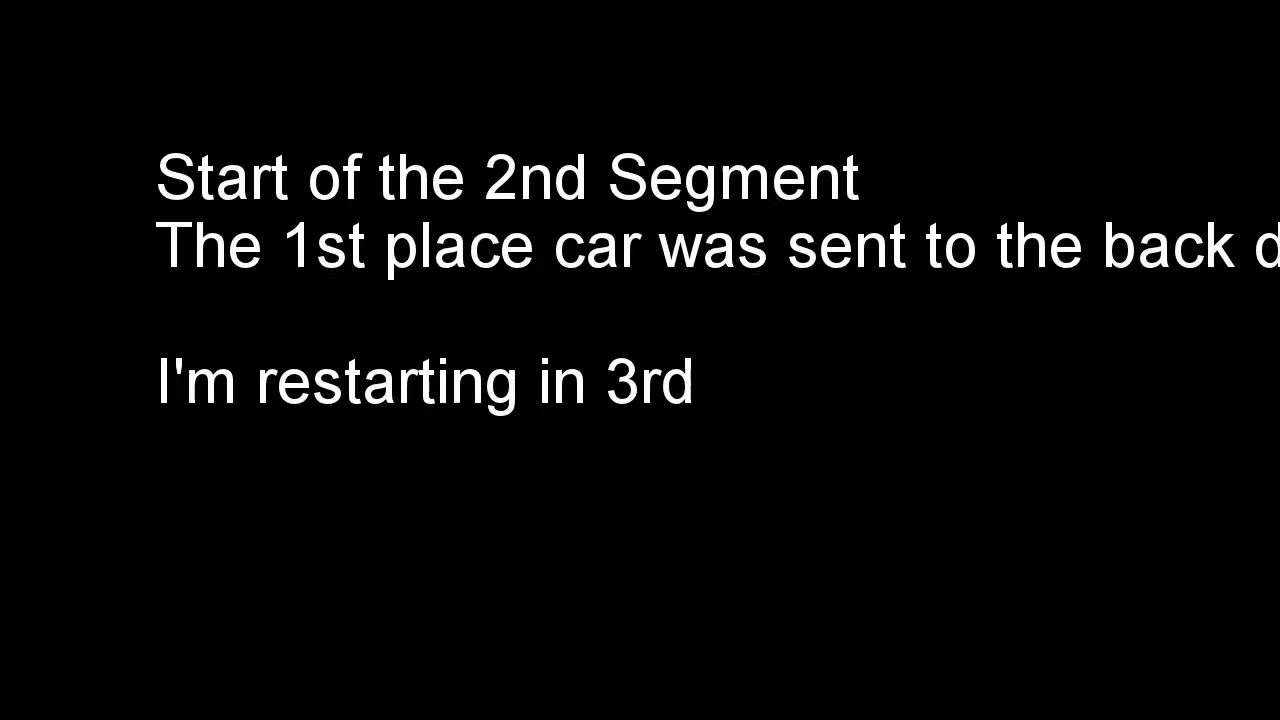 Start of the 2nd Segment
The 1st place car was sent to the back
I'm restarting in 3rd